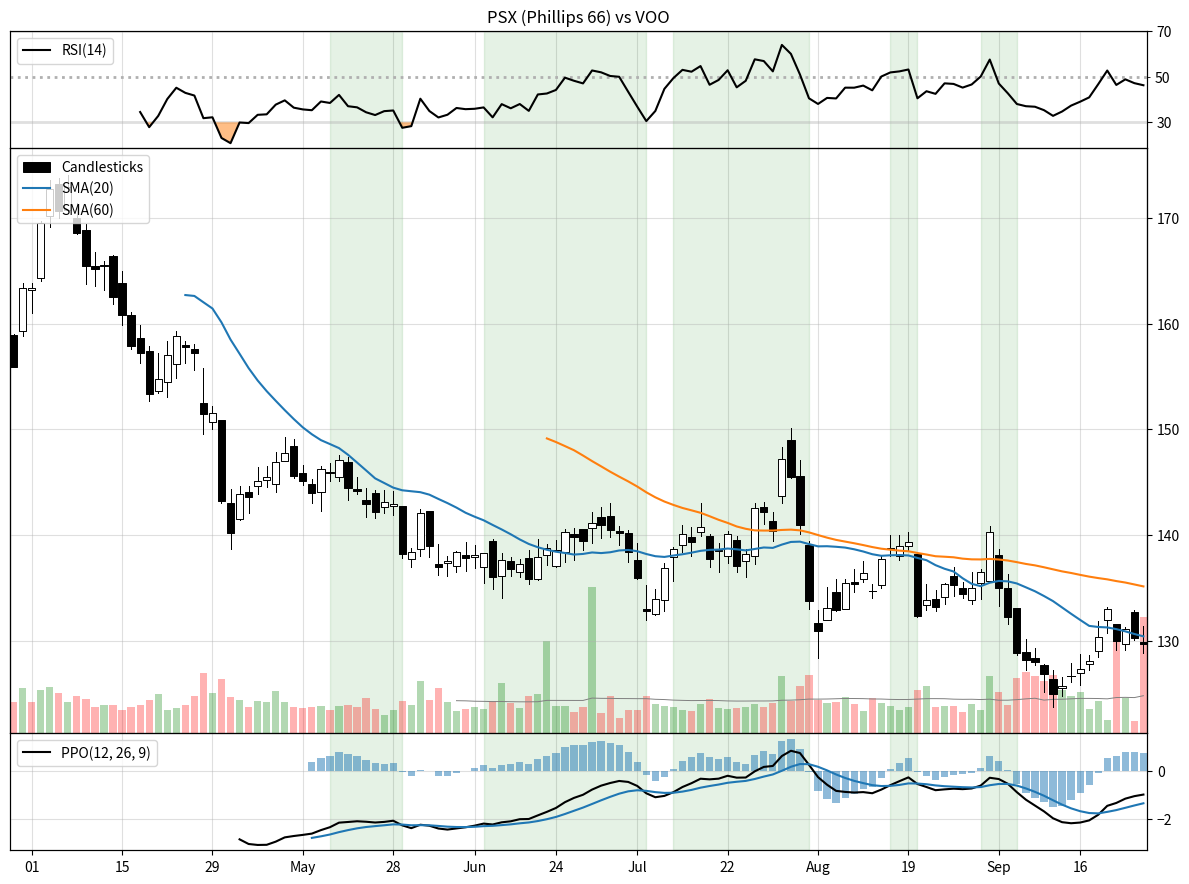 PSX (Phillips 66) vs VOO
RSI(14)
70
50
30
Candlesticks
SMA(20)
SMA(60)
170
160
150
140
130
PPO(12, 26, 9)
0
−2
01 15 29 May 28 Jun 24 Jul 22 Aug 19 Sep 16